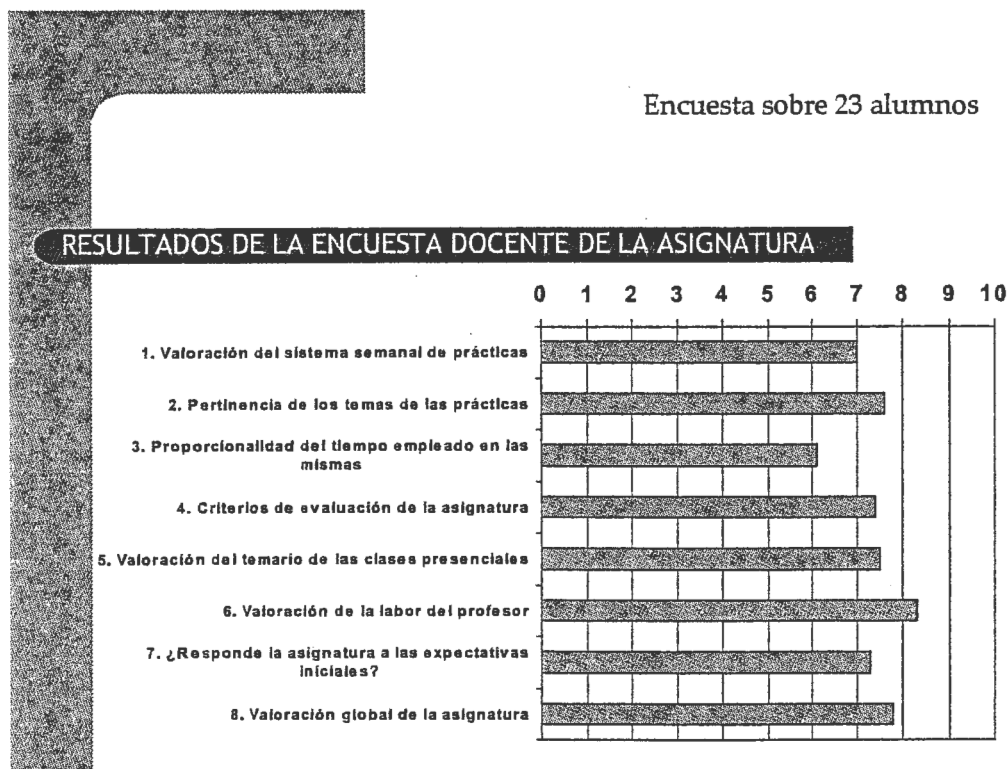 Encuesta sobre 23 alumnos
RESULTADOS DE LA ENCUESTA DOCENTE DE LA ASIGNATURA
0 1 2 3 4 5 6 7 8 9 10
1. Valoración del sistema semanal de prácticas
2. Pertinencia de los temas de las prácticas
3. Proporcionalidad del tiempo empleado en las
mismas
4. Criterios de evaluación de la asignatura
5. Valoración del temario de las clases presenciales
6. Valoración de la labor del profesor
7. ¿Responde la asignatura a las expectativas
iniciales?
8. Valoración global de la asignatura